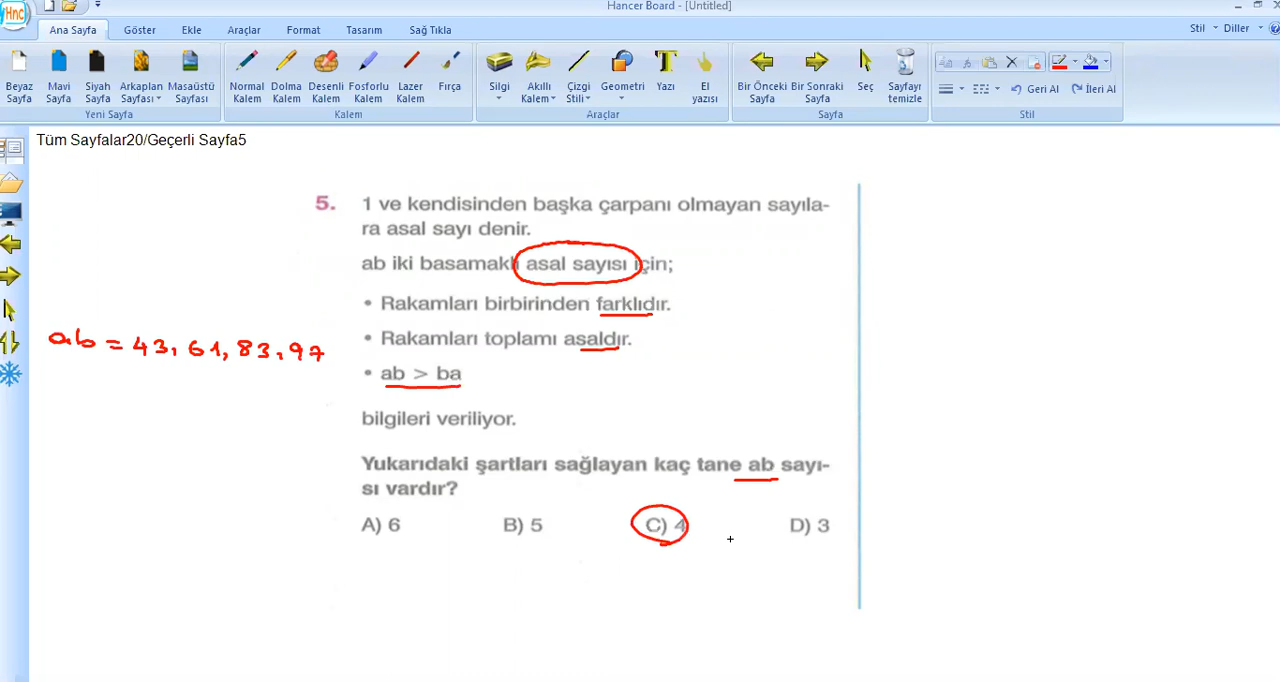 Hancer Board - [Untitled]
Hnc
Ana Sayfa Göster Ekle Araçlar Format Tasarım Sağ Tıkla Stil Diller
Beyaz Sayfa
Mavi Sayfa
Siyah Sayfa
Arkaplan Sayfası
Masaüstü Sayfası
Yeni Sayfa
Normal Kalem
Dolma Kalem
Desenli Kalem
Fosforlu Kalem
Lazer Kalem
Fırça
Kalem
Silgi
Akıllı Kalem
Çizgi Stili
Geometri
Yazı
El yazısı
Araçlar
Bir Önceki Sayfa
Bir Sonraki Sayfa
Seç
Sayfayı temizle
Sayfa
Geri Al İleri Al
Stil
Tüm Sayfalar20/Geçerli Sayfa5
5. 1 ve kendisinden başka çarpanı olmayan sayıla-
ra asal sayı denir.
ab iki basamaklı asal sayısı için;
• Rakamları birbirinden farklıdır.
• Rakamları toplamı asaldır.
• ab > ba
ab = 43, 61, 83, 97
bilgileri veriliyor.
Yukarıdaki şartları sağlayan kaç tane ab sayı-
sı vardır?
A) 6 B) 5 C) 4 D) 3